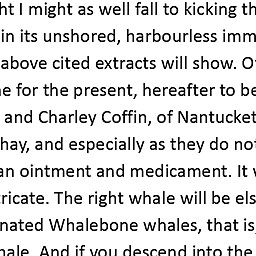 ht I might as well fall to kicking th
in its unshored, harbourless imm
above cited extracts will show. O
e for the present, hereafter to be
and Charley Coffin, of Nantucket
hay, and especially as they do no
an ointment and medicament. It
ricate. The right whale will be els
nated Whalebone whales, that is,
hale. And if you descend into the